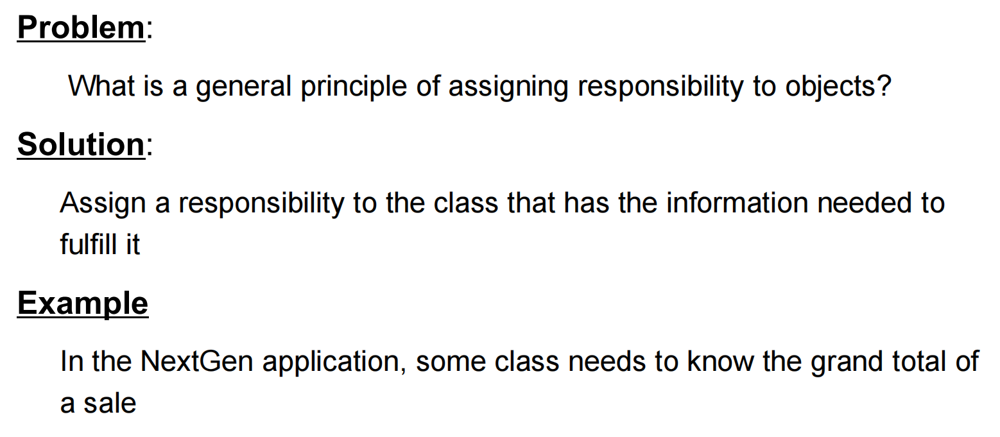 Problem:
What is a general principle of assigning responsibility to objects?
Solution:
Assign a responsibility to the class that has the information needed to
fulfill it
Example
In the NextGen application, some class needs to know the grand total of
a sale